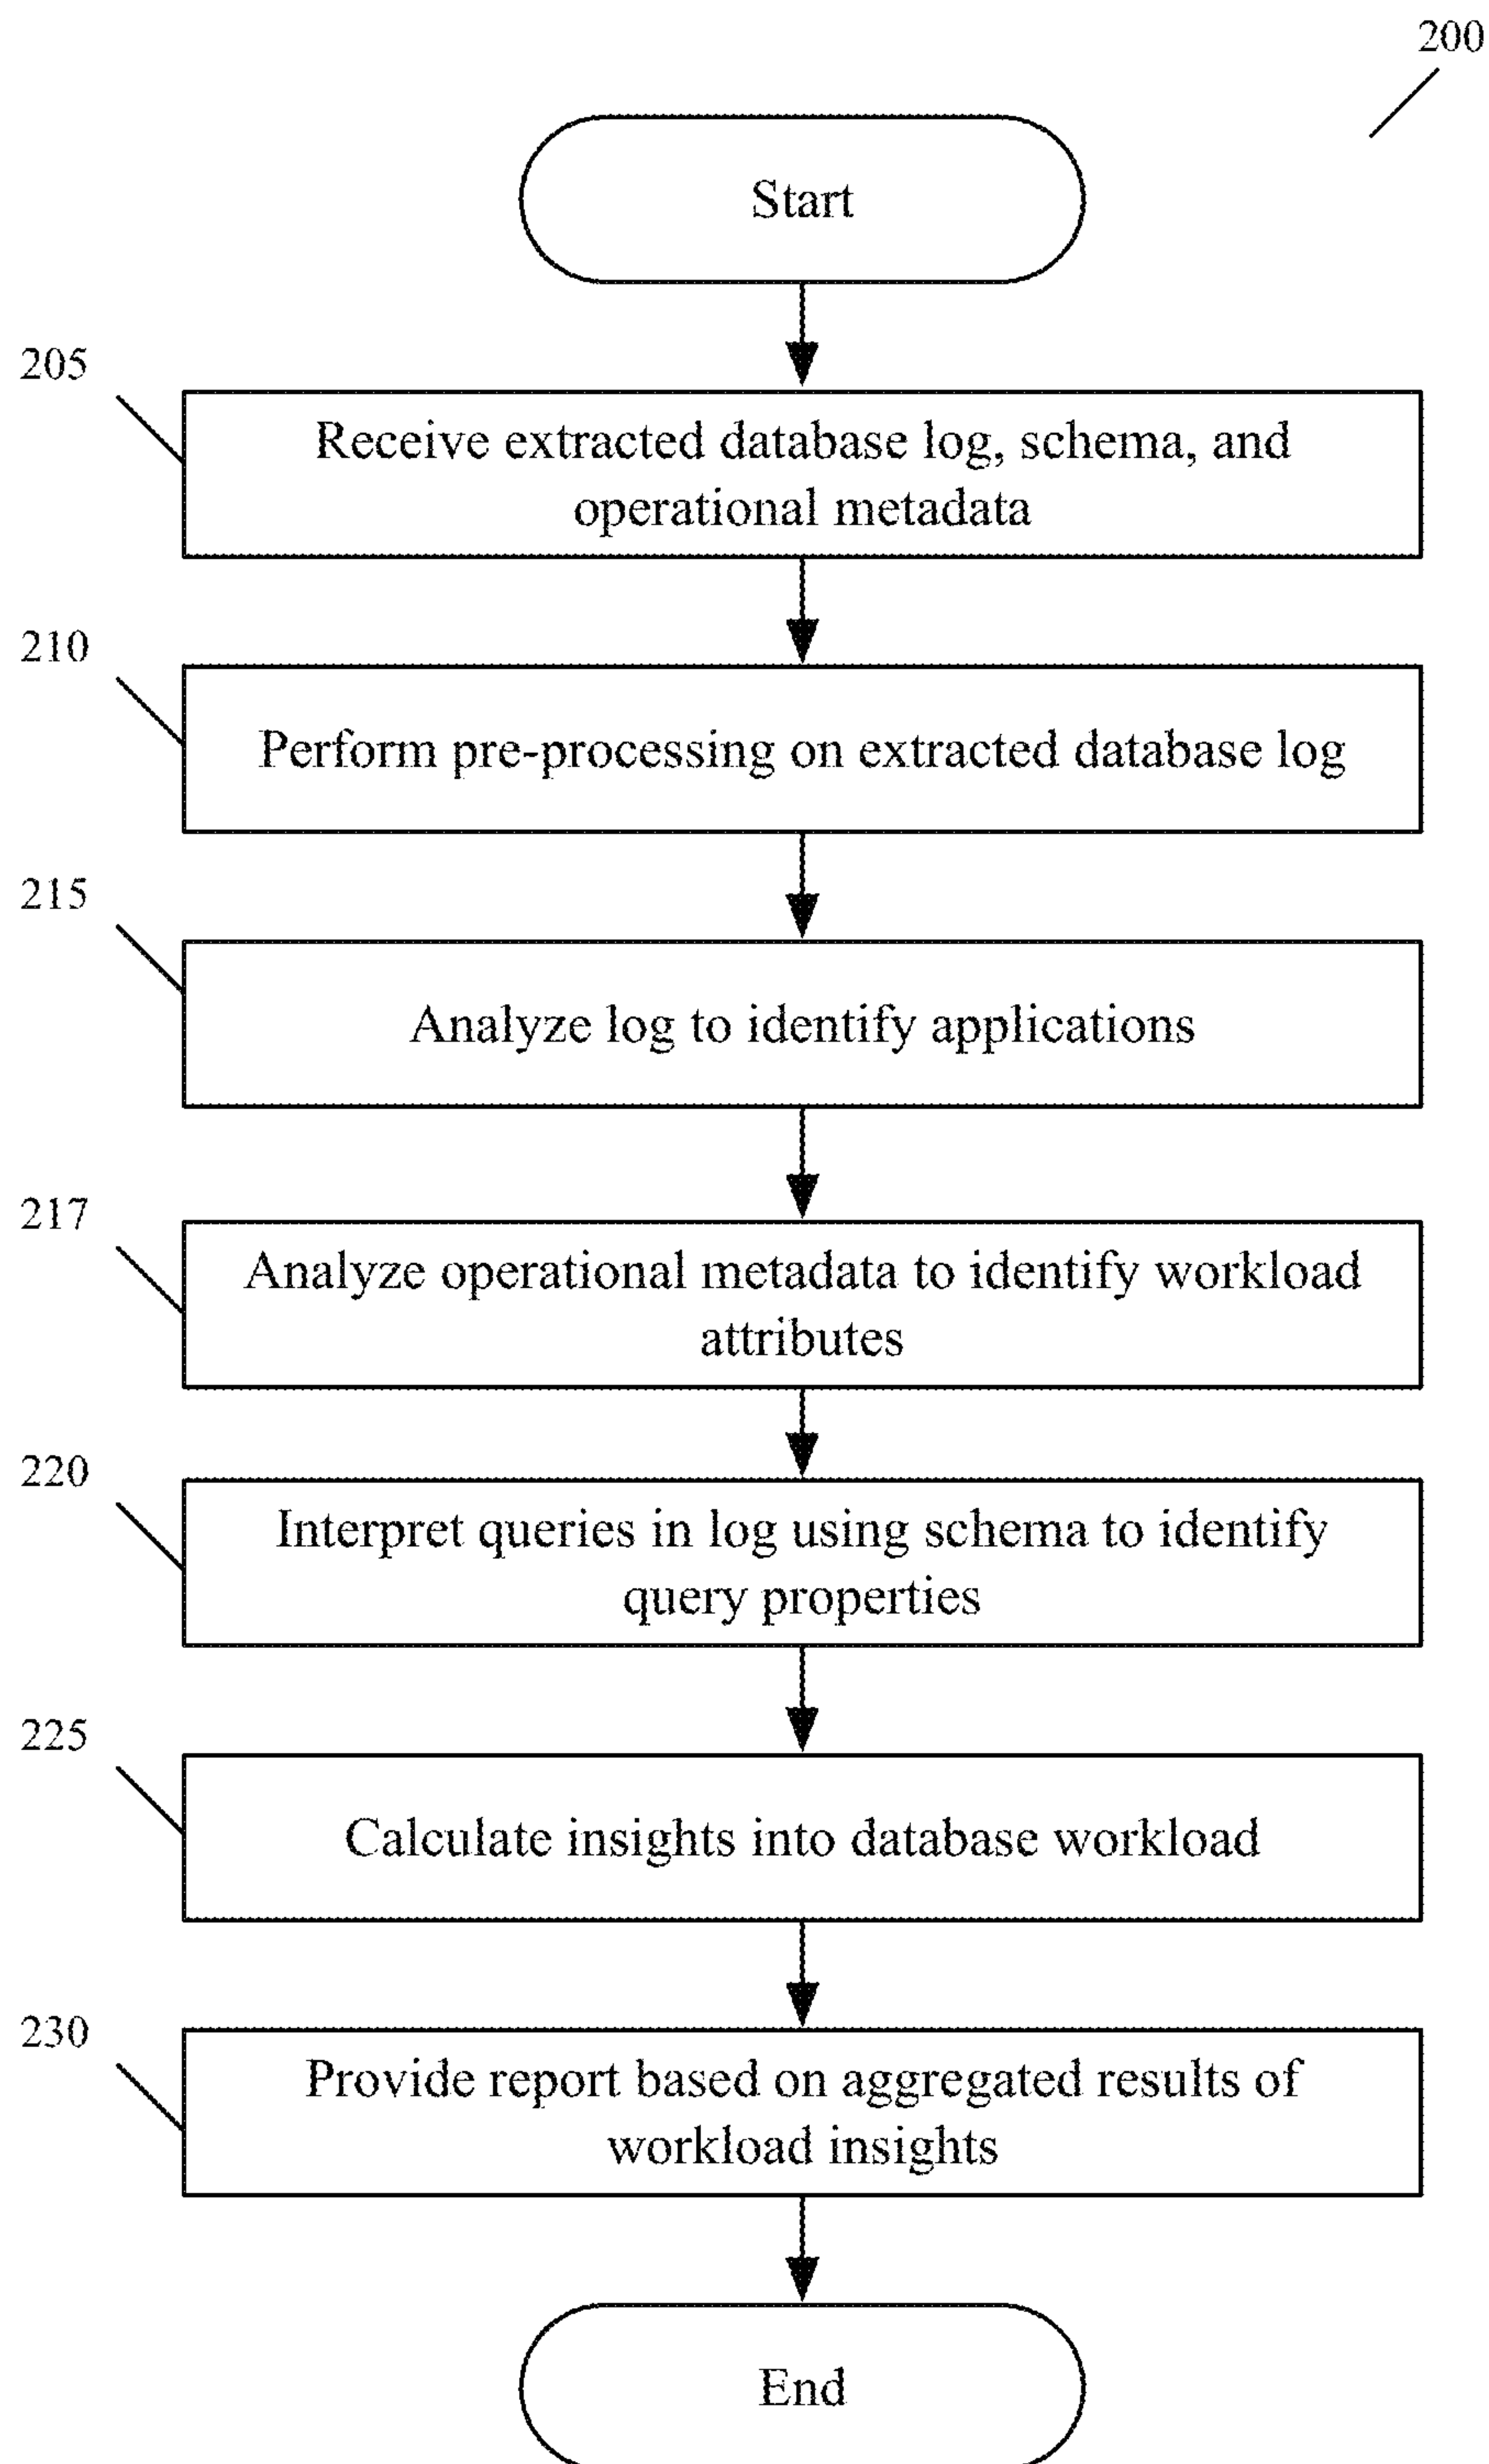 200
Start
205
Receive extracted database log, schema, and
operational metadata
210
Perform pre-processing on extracted database log
215
Analyze log to identify applications
217
Analyze operational metadata to identify workload
attributes
220
Interpret queries in log using schema to identify
query properties
225
Calculate insights into database workload
230
Provide report based on aggregated results of
workload insights
End